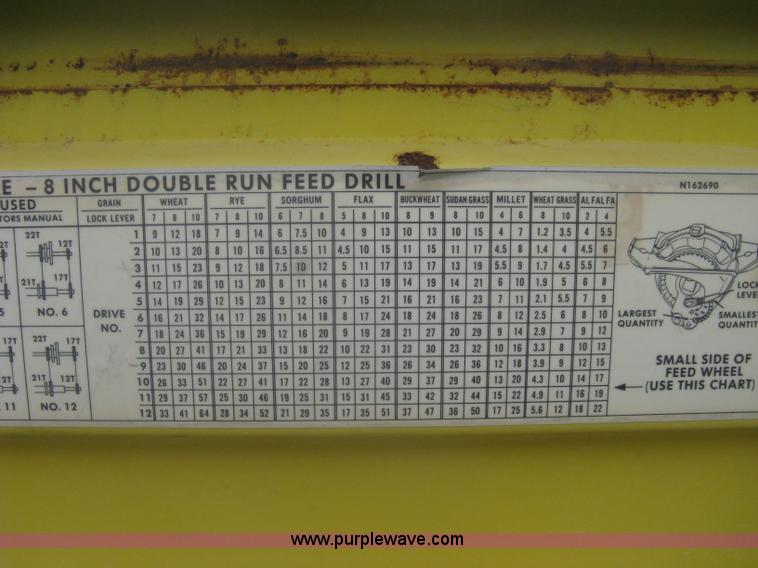 E – 8 INCH DOUBLE RUN FEED DRILL
N162690
USED GRAIN WHEAT RYE SORGHUM FLAX BUCKWHEAT SUDAN GRASS MILLET WHEAT GRASS ALFALFA
TORS MANUAL LOCK LEVER 7 8 10 7 8 10 6 7 8 5 8 10 8 9 8 10 4 6 8 10 2 4
1 9 12 18 7 9 14 6 7.5 10 4 9 13 10 13 10 15 4 7 1.2 3.5 4 5.5
2 10 13 20 8 10 16 6.5 8.5 11 4.5 10 15 11 15 11 17 4.5 8 1.4 4 4.5 6
3 11 15 23 9 12 18 7.5 10 12 5 11 17 13 17 13 19 5.5 9 1.7 4.5 5.5 7
4 12 17 26 10 13 20 8 11 14 6 13 19 14 19 14 21 6 10 1.9 5 6 8
5 14 19 29 12 15 23 9 12 16 7 15 21 16 21 16 23 7 11 2.1 5.5 7 9
6 16 21 32 14 17 26 11 14 18 8 17 24 18 24 18 26 8 12 2.5 6 8 10
7 18 24 36 15 19 29 12 16 20 9 19 28 21 27 20 29 9 14 2.9 7 9 12
8 20 27 41 17 21 33 13 18 22 10 22 31 23 30 23 32 10 16 3.3 8 10 13
9 23 30 46 20 24 37 15 20 25 12 25 36 26 34 26 36 12 18 3.9 9 12 15
10 26 33 51 22 27 41 17 22 28 13 27 40 29 37 29 40 13 20 4.3 10 14 17
11 29 37 57 25 30 46 19 25 31 15 31 45 33 42 32 44 15 22 4.9 11 16 19
12 33 41 64 28 34 52 21 29 35 17 35 51 37 47 36 50 17 25 5.6 12 18 22
DRIVE
NO.
22T
12T
21T 17T
5 NO. 6
17T 22T
12T 21T 12T
11 NO. 12
LOCK
LEVE
LARGEST
QUANTITY
SMALLEST
QUANTIT
SMALL SIDE OF
FEED WHEEL
(USE THIS CHART)
www.purplewave.com